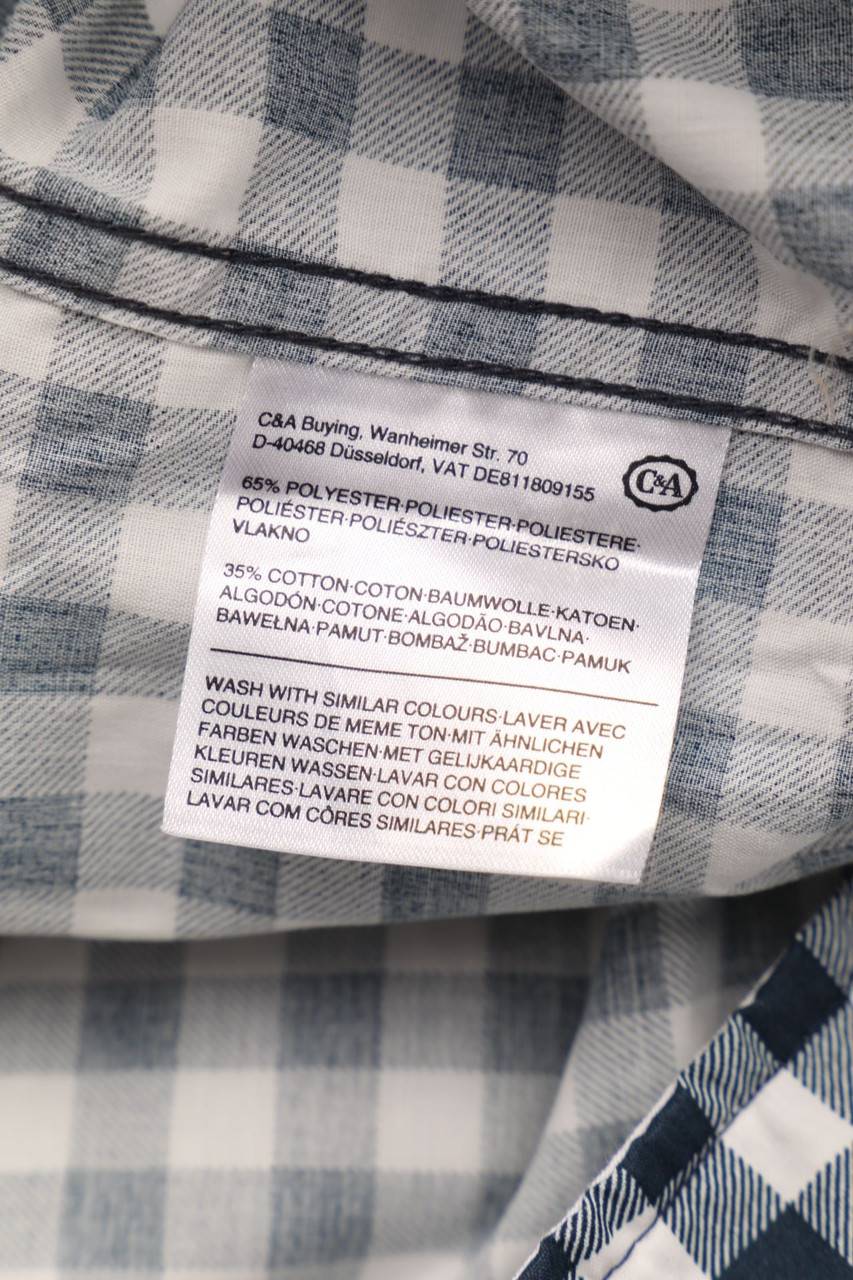 C&A Buying, Wanheimer Str. 70
D-40468 Düsseldorf, VAT DE811809155
C&A
65% POLYESTER·POLIESTER·POLIESTERE·
POLIÉSTER·POLIÉSZTER·POLIESTERSKO
VLAKNO
35% COTTON·COTON·BAUMWOLLE·KATOEN·
ALGODÓN·COTONE·ALGODÃO·BAVLNA·
BAWEŁNA·PAMUT·BOMBAŽ·BUMBAC·PAMUK
WASH WITH SIMILAR COLOURS·LAVER AVEC
COULEURS DE MEME TON·MIT ÄHNLICHEN
FARBEN WASCHEN·MET GELIJKAARDIGE
KLEUREN WASSEN·LAVAR CON COLORES
SIMILARES·LAVARE CON COLORI SIMILARI·
LAVAR COM CÔRES SIMILARES·PRÁT SE